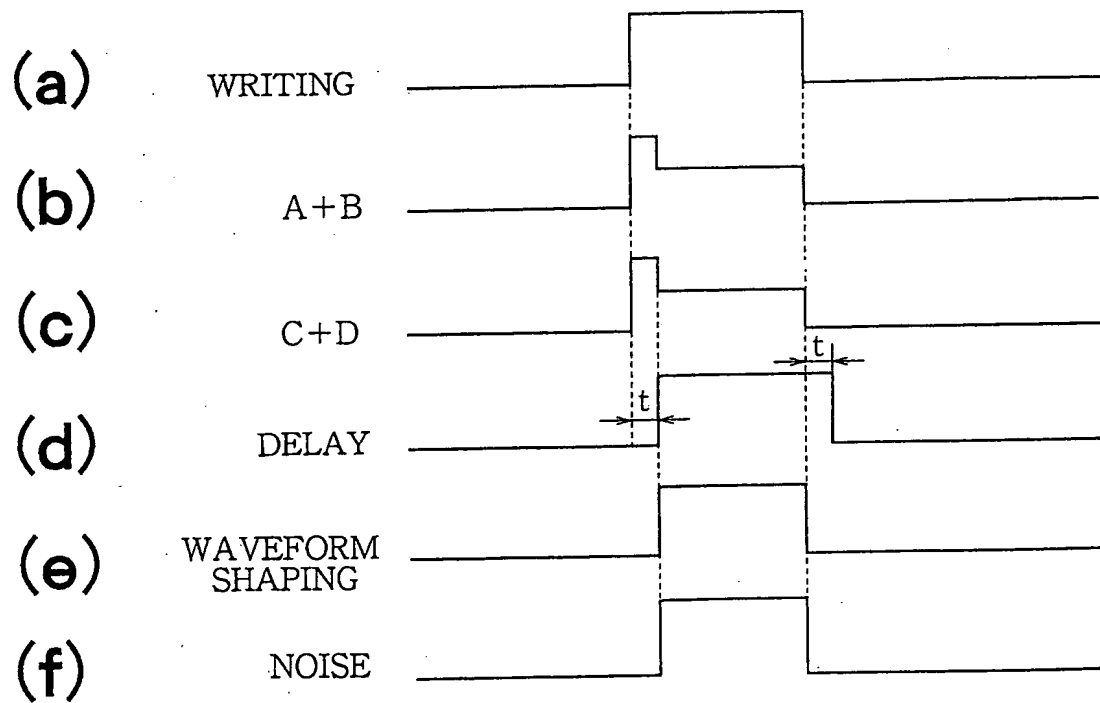 (a) WRITING
(b) A+B
(c) C+D
t
t
(d) DELAY
(e) WAVEFORM
SHAPING
(f) NOISE